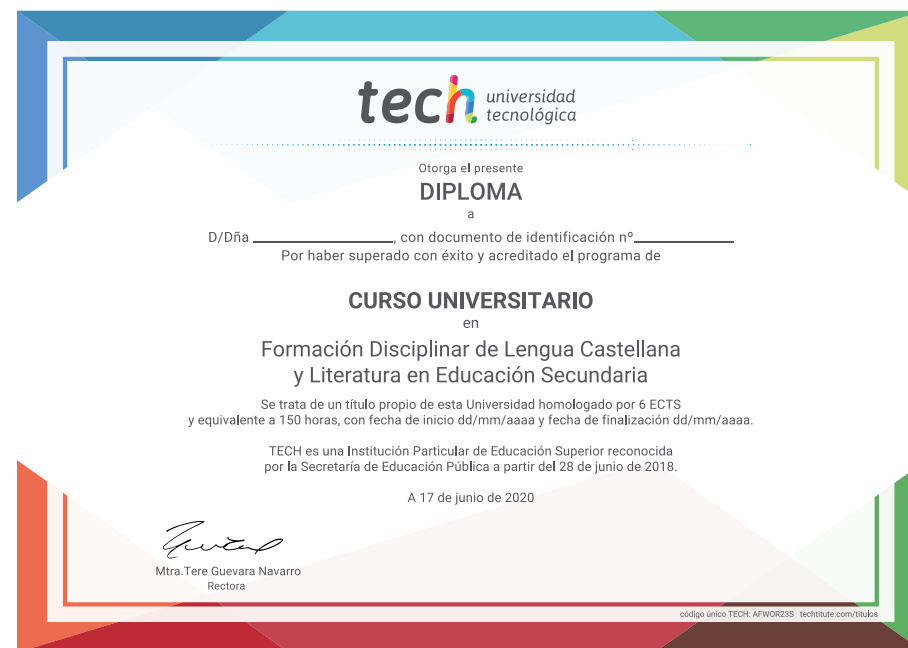 tech universidad
tecnológica
Otorga el presente
DIPLOMA
a
D/Dña ____________________, con documento de identificación nº______________
Por haber superado con éxito y acreditado el programa de
CURSO UNIVERSITARIO
en
Formación Disciplinar de Lengua Castellana
y Literatura en Educación Secundaria
Se trata de un título propio de esta Universidad homologado por 6 ECTS
y equivalente a 150 horas, con fecha de inicio dd/mm/aaaa y fecha de finalización dd/mm/aaaa.
TECH es una Institución Particular de Educación Superior reconocida
por la Secretaría de Educación Pública a partir del 28 de junio de 2018.
A 17 de junio de 2020
Mtra.Tere Guevara Navarro
Rectora
código único TECH: AFWOR23S techtitute.com/titulos